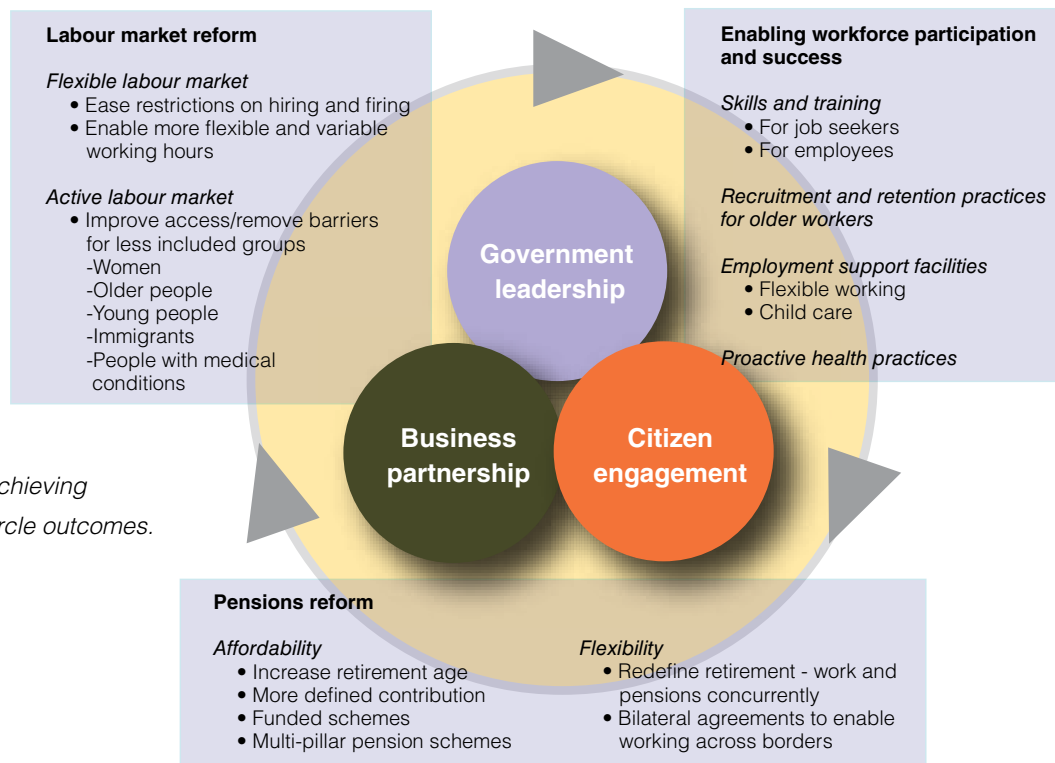 Labour market reform
Flexible labour market
• Ease restrictions on hiring and firing
• Enable more flexible and variable
working hours
Active labour market
• Improve access/remove barriers
for less included groups
-Women
-Older people
-Young people
-Immigrants
-People with medical
conditions
Enabling workforce participation
and success
Skills and training
• For job seekers
• For employees
Recruitment and retention practices
for older workers
Employment support facilities
• Flexible working
• Child care
Proactive health practices
Government
leadership
Business
partnership
Citizen
engagement
chieving
rcle outcomes.
Pensions reform
Affordability
• Increase retirement age
• More defined contribution
• Funded schemes
• Multi-pillar pension schemes
Flexibility
• Redefine retirement - work and
pensions concurrently
• Bilateral agreements to enable
working across borders